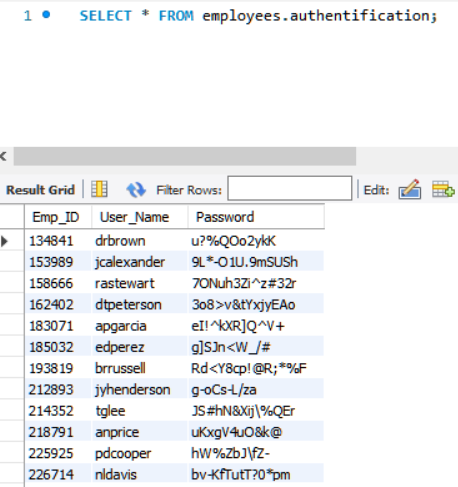 1 SELECT * FROM employees.authentification;
Result Grid Filter Rows: Edit:
Emp_ID User_Name Password
134841 drbrown u?%QOo2ykK
153989 jcalexander 9L*-O1U.9mSUSh
158666 rastewart 7ONuh3Zi^z#32r
162402 dtpeterson 3o8>v&tYxjyEAo
183071 apgarcia eI!^kXR]Q^V+
185032 edperez g]SJn<W_/#
193819 brrussell Rd<Y8cp!@R;*%F
212893 jyhenderson g-oCs-L/za
214352 tglee JS#hN&Xij\%QEr
218791 anprice uKxgV4uO&k@
225925 pdcooper hW%ZbJ\fZ-
226714 nldavis bv-KfTutT?0*pm